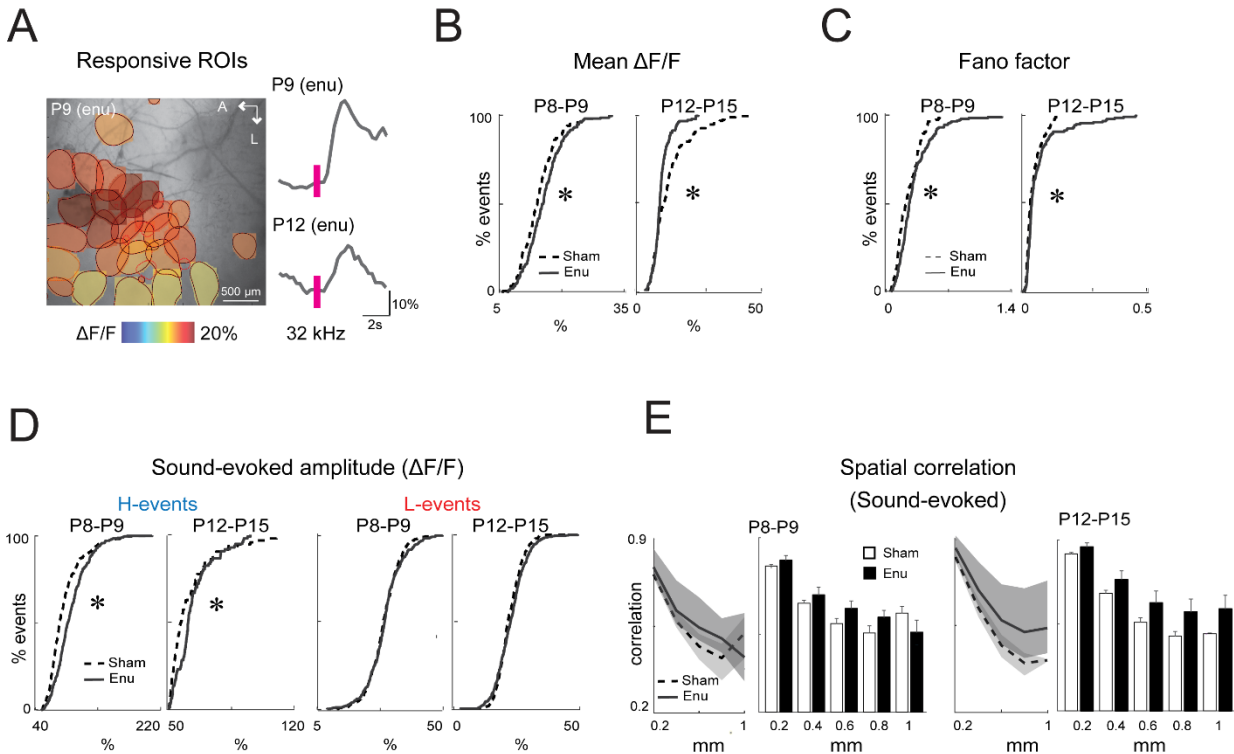 A
Responsive ROIs
P9 (enu)
A
L
500 µm
ΔF/F
20%
P9 (enu)
P12 (enu)
10%
2s
32 kHz
B
Mean ΔF/F
P8-P9
P12-P15
100
% events
0
*
*
Sham
Enu
5
35
0
50
%
%
C
Fano factor
P8-P9
P12-P15
100
% events
0
*
*
Sham
Enu
0
1.4
0
0.5
D
Sound-evoked amplitude (ΔF/F)
H-events
L-events
P8-P9
P12-P15
P8-P9
P12-P15
100
% events
0
*
*
Sham
Enu
40
220
50
120
5
50
0
50
%
%
%
%
E
Spatial correlation
(Sound-evoked)
P8-P9
P12-P15
0.9
correlation
0.2
Sham
Enu
Sham
Enu
Sham
Enu
0.2
1
0.2
0.4
0.6
0.8
1
0.2
1
0.2
0.4
0.6
0.8
1
mm
mm
mm
mm